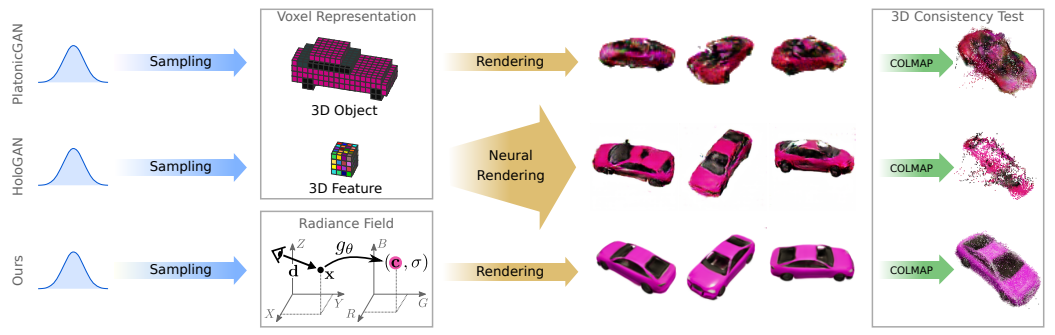 Voxel Representation
3D Consistency Test
PlatonicGAN
Sampling
3D Object
Rendering
COLMAP
HoloGAN
Sampling
3D Feature
Neural
Rendering
COLMAP
Radiance Field
Ours
Sampling
Z
d
x
X
Y
gθ
B
(c, σ)
R
G
Rendering
COLMAP